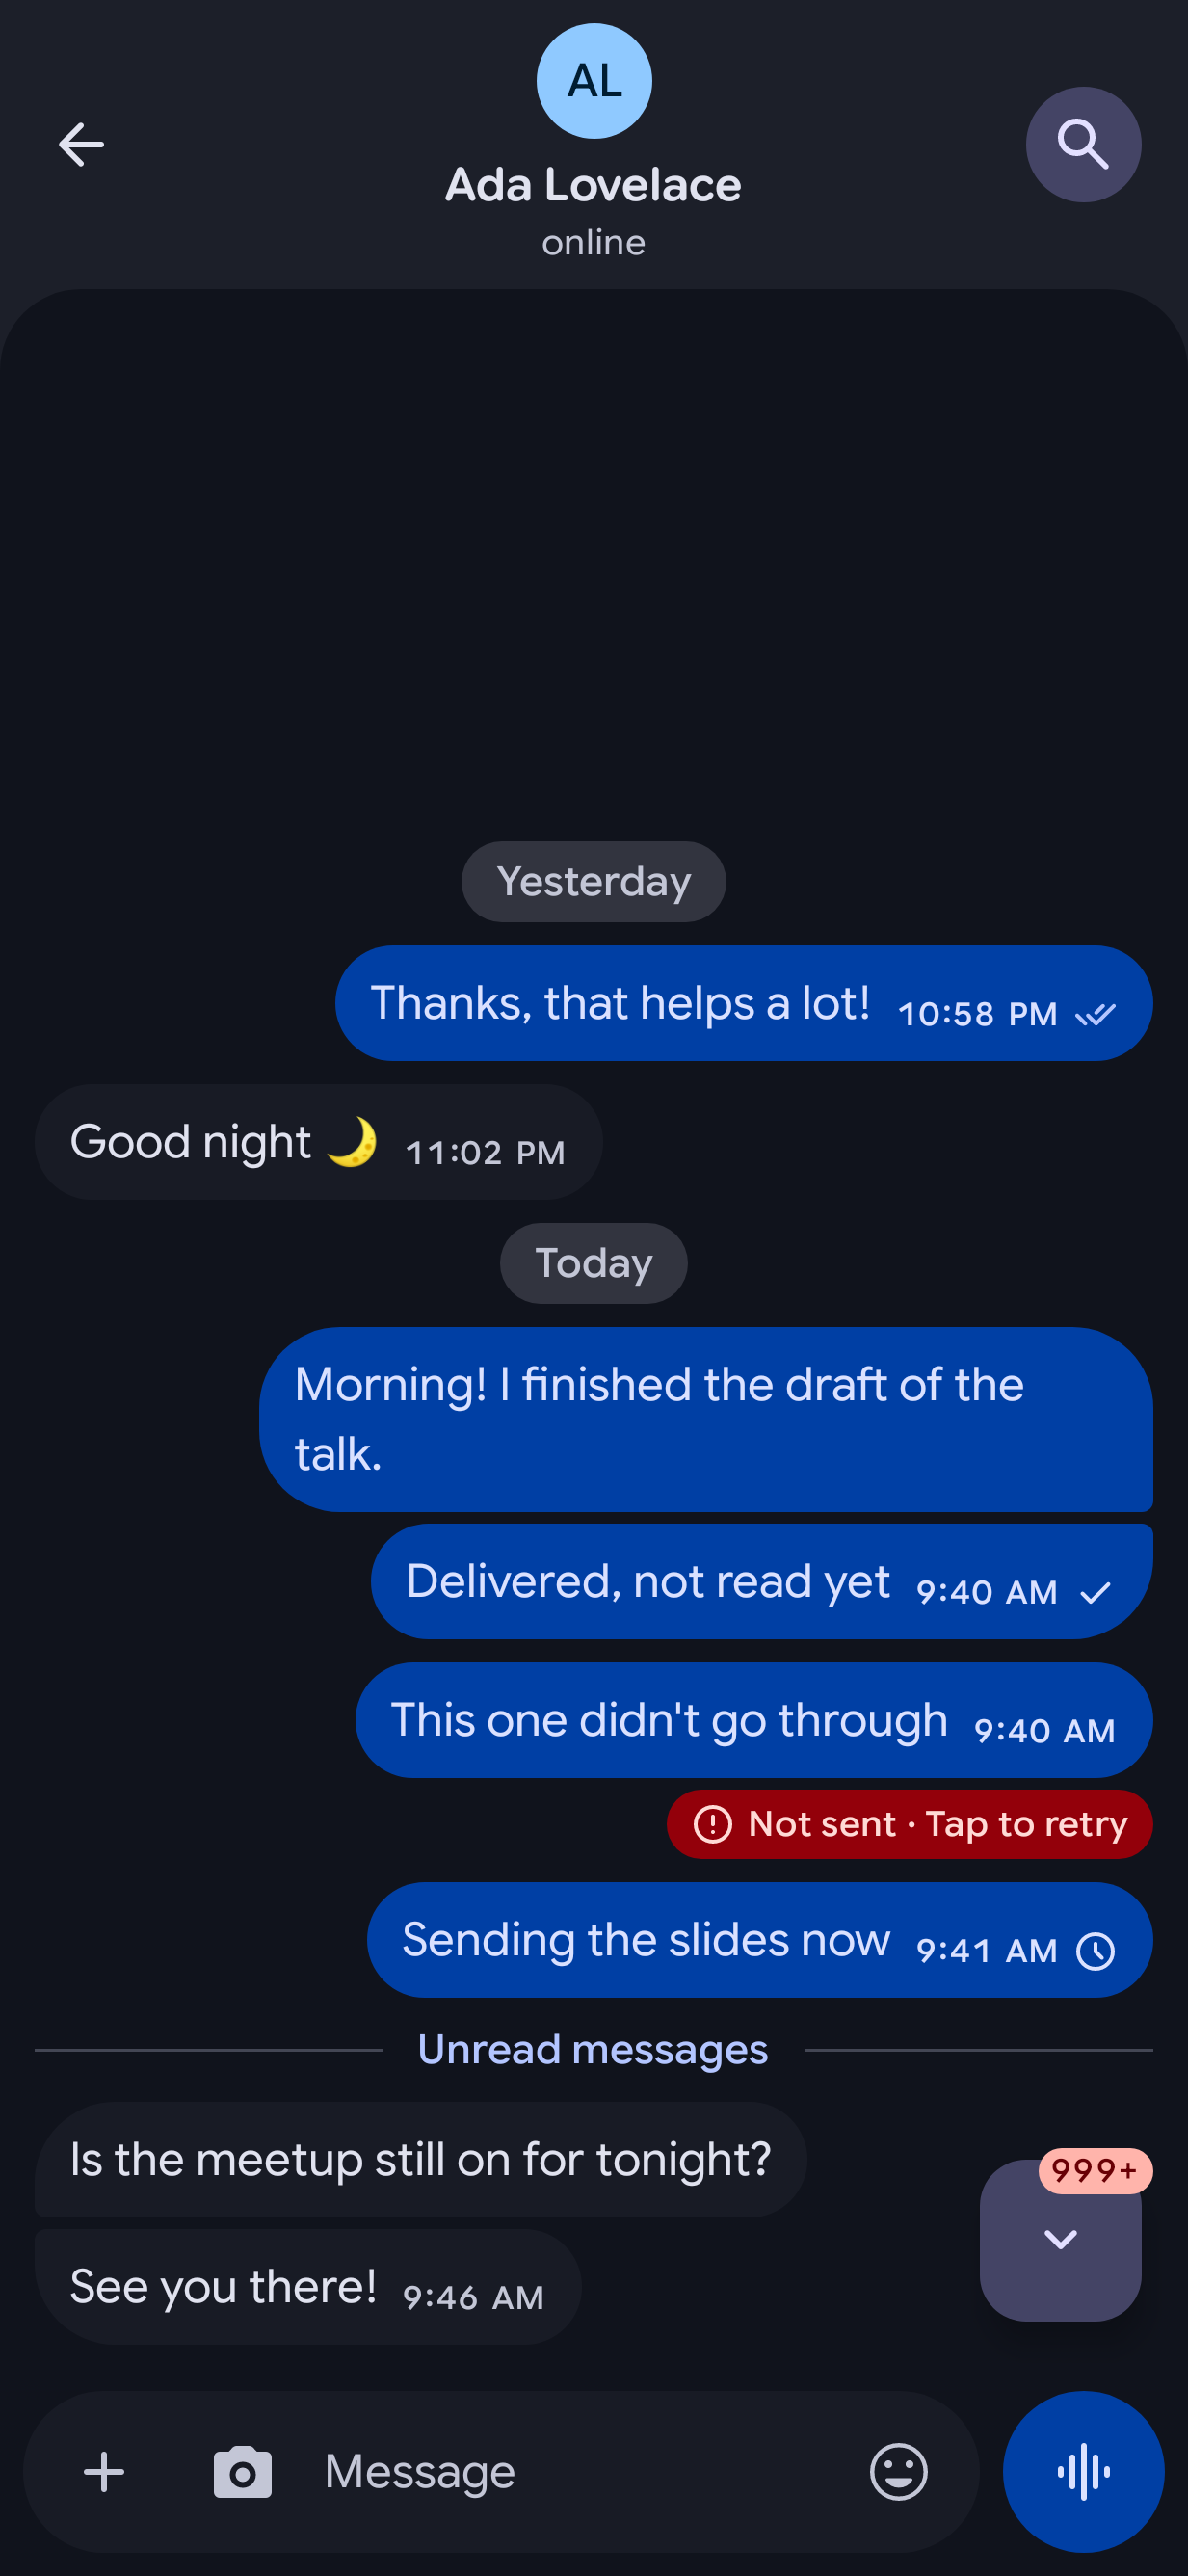 AL
Ada Lovelace
online
Yesterday
Thanks, that helps a lot! 10:58 PM
Good night 🌙 11:02 PM
Today
Morning! I finished the draft of the
talk.
Delivered, not read yet 9:40 AM
This one didn't go through 9:40 AM
Not sent · Tap to retry
Sending the slides now 9:41 AM
Unread messages
Is the meetup still on for tonight?
999+
See you there! 9:46 AM
Message